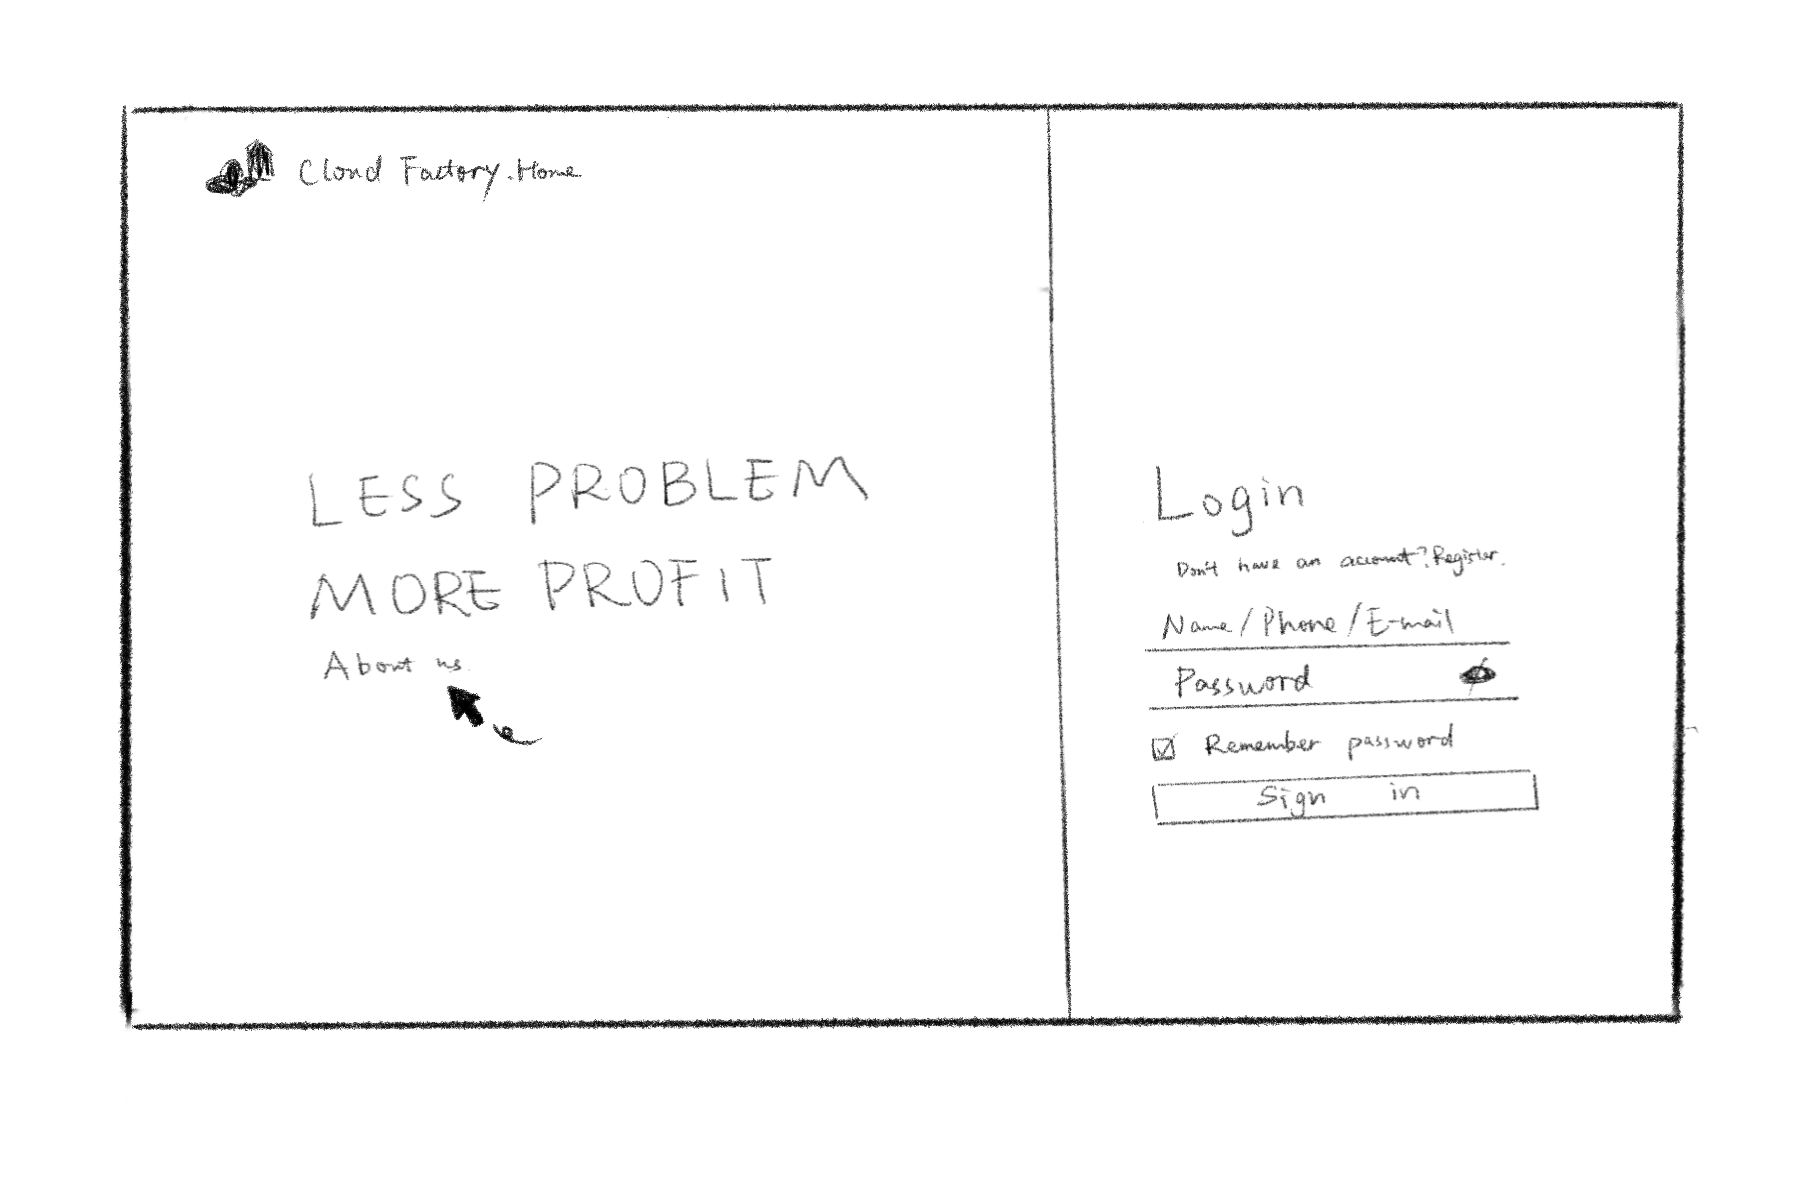 Cloud Factory.Home
LESS PROBLEM
MORE PROFIT
About us
Login
Don't have an account? Register.
Name/Phone/E-mail
Password
Remember password
Sign in